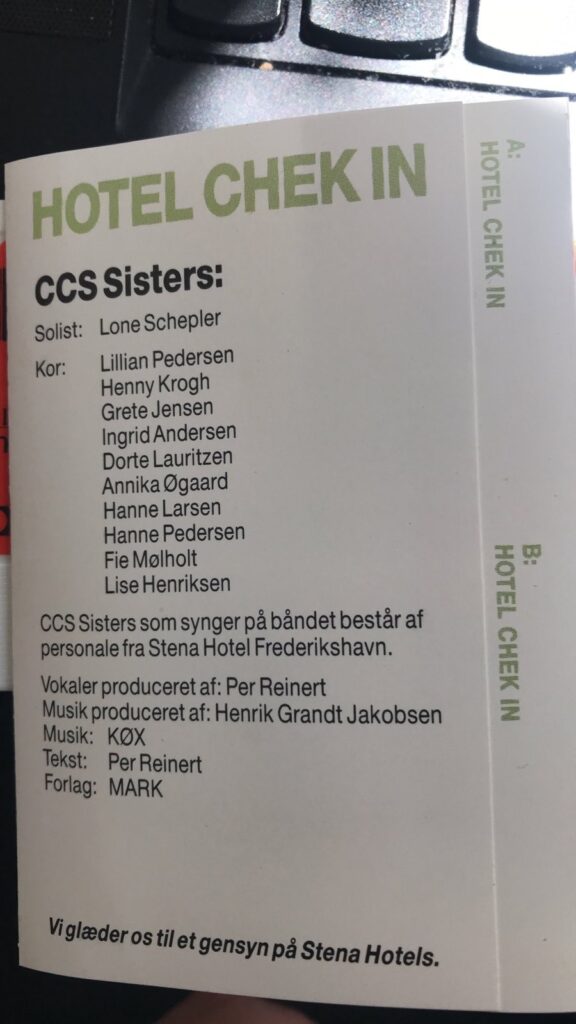 HOTEL CHEK IN
CCS Sisters:
Solist: Lone Schepler
Kor: Lillian Pedersen
Henny Krogh
Grete Jensen
Ingrid Andersen
Dorte Lauritzen
Annika Øgaard
Hanne Larsen
Hanne Pedersen
Fie Mølholt
Lise Henriksen
CCS Sisters som synger på båndet består af
personale fra Stena Hotel Frederikshavn.
Vokaler produceret af: Per Reinert
Musik produceret af: Henrik Grandt Jakobsen
Musik: KØX
Tekst: Per Reinert
Forlag: MARK
Vi glæder os til et gensyn på Stena Hotels.
A:
HOTEL CHEK IN
B:
HOTEL CHEK IN